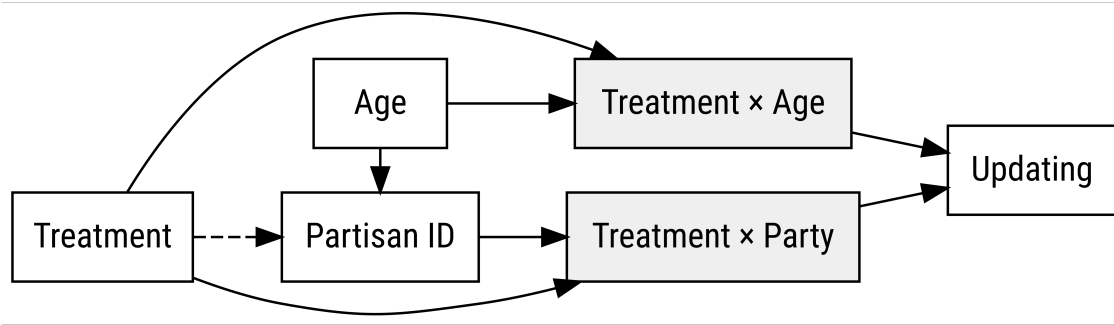 Age
Treatment × Age
Updating
Treatment
Partisan ID
Treatment × Party